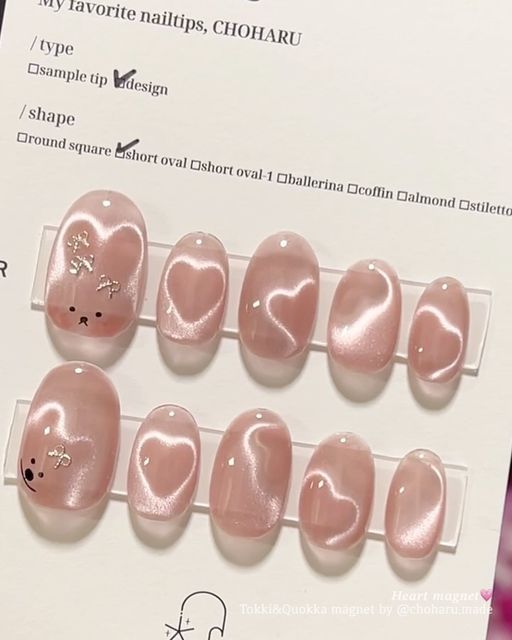 My favorite nailtips, CHOHARU
/ type
☐sample tip ☑design
/ shape
☐round square ☑short oval ☐short oval-1 ☐ballerina ☐coffin ☐almond ☐stiletto
R
Heart magnet🩷
Tokki&Quokka magnet by @choharu.made